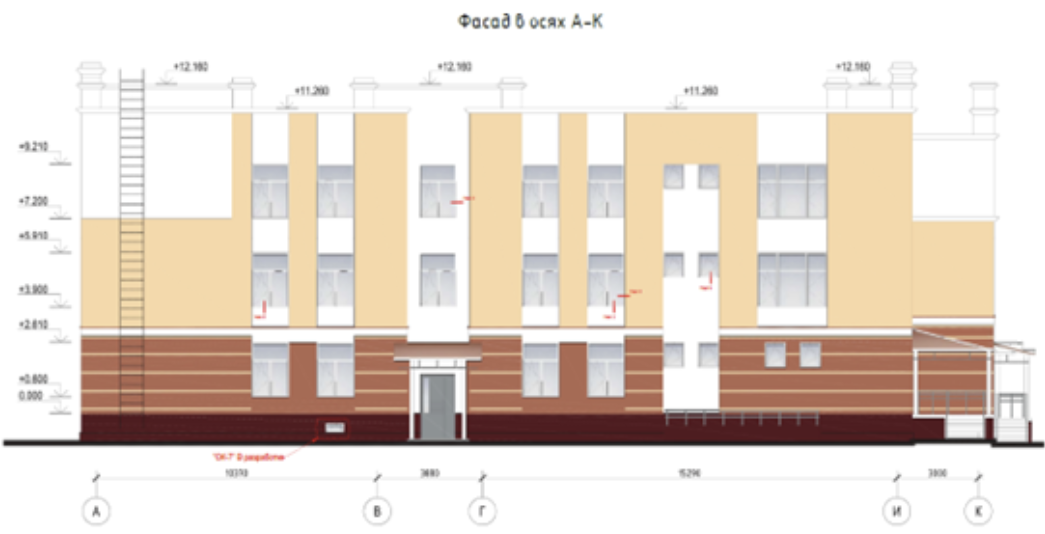 Фасад в осях А-К
+12.160
+12.160
+12.160
+11.260
+11.260
+9.210
+7.200
+5.910
+3.900
+2.610
+0.600
0.000
"ОК-7" В разработке
10370
3880
15290
3000
А
В
Г
И
К